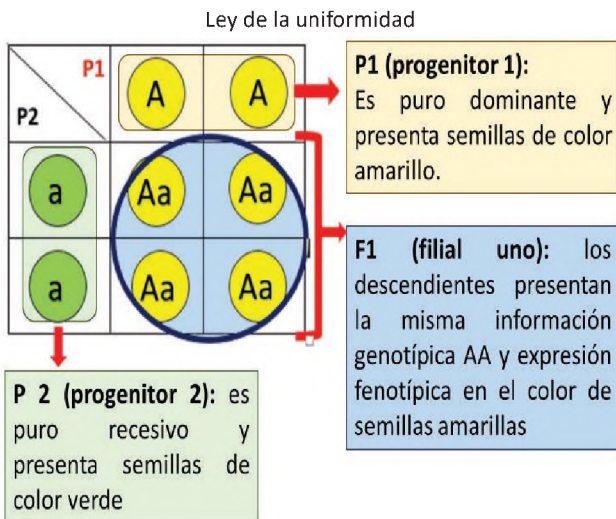 Ley de la uniformidad
P1
P2
A A
a Aa Aa
a Aa Aa
P1 (progenitor 1):
Es puro dominante y
presenta semillas de color
amarillo.
F1 (filial uno): los
descendientes presentan
la misma información
genotípica AA y expresión
fenotípica en el color de
semillas amarillas
P 2 (progenitor 2): es
puro recesivo y
presenta semillas de
color verde